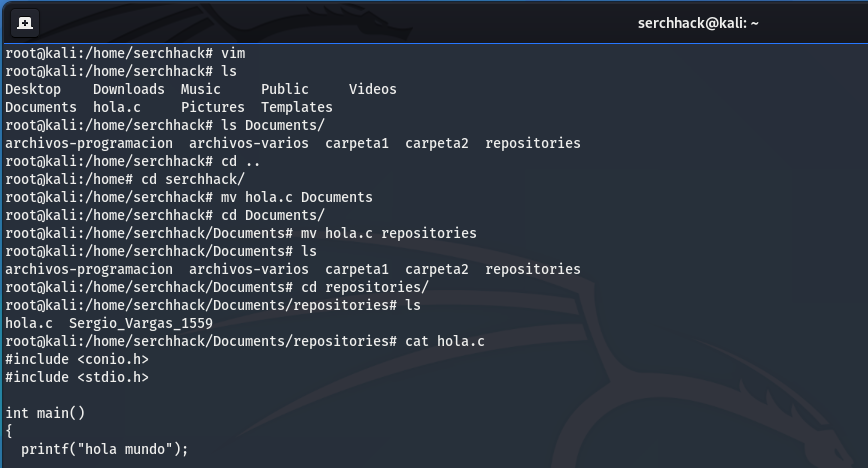 serchhack@kali: ~
root@kali:/home/serchhack# vim
root@kali:/home/serchhack# ls
Desktop    Downloads  Music     Public     Videos
Documents  hola.c     Pictures  Templates
root@kali:/home/serchhack# ls Documents/
archivos-programacion  archivos-varios  carpeta1  carpeta2  repositories
root@kali:/home/serchhack# cd ..
root@kali:/home# cd serchhack/
root@kali:/home/serchhack# mv hola.c Documents
root@kali:/home/serchhack# cd Documents/
root@kali:/home/serchhack/Documents# mv hola.c repositories
root@kali:/home/serchhack/Documents# ls
archivos-programacion  archivos-varios  carpeta1  carpeta2  repositories
root@kali:/home/serchhack/Documents# cd repositories/
root@kali:/home/serchhack/Documents/repositories# ls
hola.c  Sergio_Vargas_1559
root@kali:/home/serchhack/Documents/repositories# cat hola.c
#include <conio.h>
#include <stdio.h>

int main()
{
  printf("hola mundo");